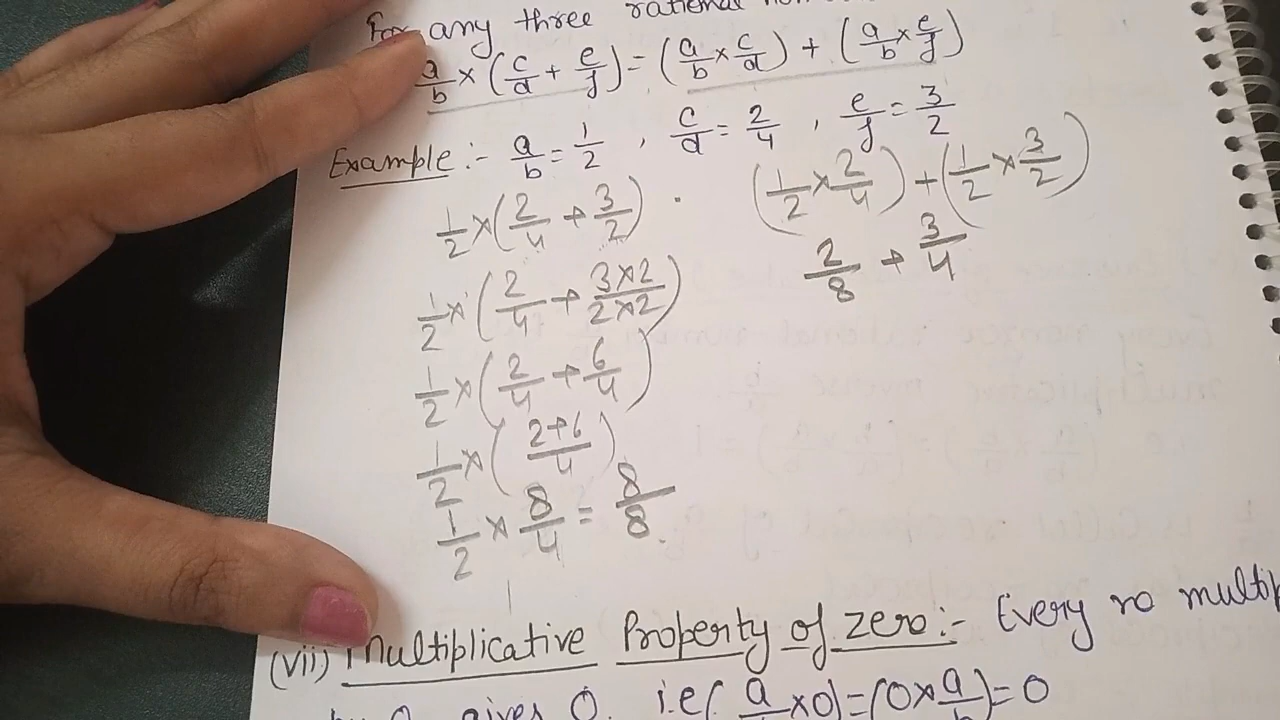 For any three rational
a/b × (c/d + e/f) = (a/b × c/d) + (a/b × e/f)
Example :- a/b = 1/2 , c/d = 2/4 , e/f = 3/2
1/2 × (2/4 + 3/2) . (1/2 × 2/4) + (1/2 × 3/2)
1/2 × (2/4 + 3×2/2×2) 2/8 + 3/4
1/2 × (2/4 + 6/4)
1/2 × (2+6/4)
1/2 × 8/4 = 8/8
(vii) Multiplicative Property of zero :- Every no
gives 0. i.e ( a/b × 0) = (0 × a/b) = 0